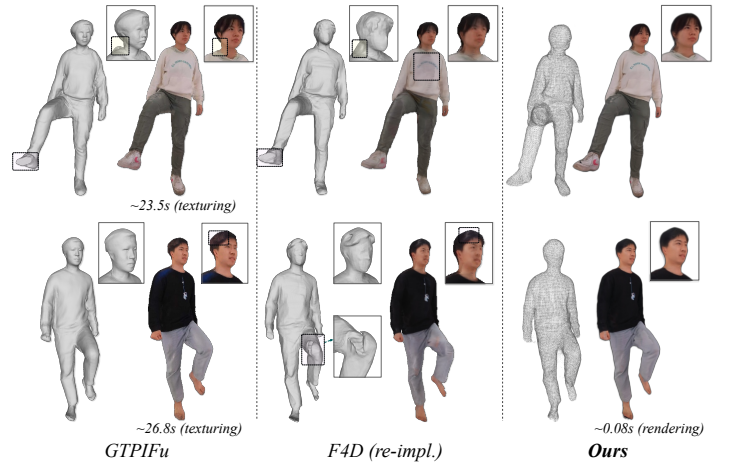 ~23.5s (texturing)
~26.8s (texturing)
~0.08s (rendering)
GTPIFu
F4D (re-impl.)
Ours